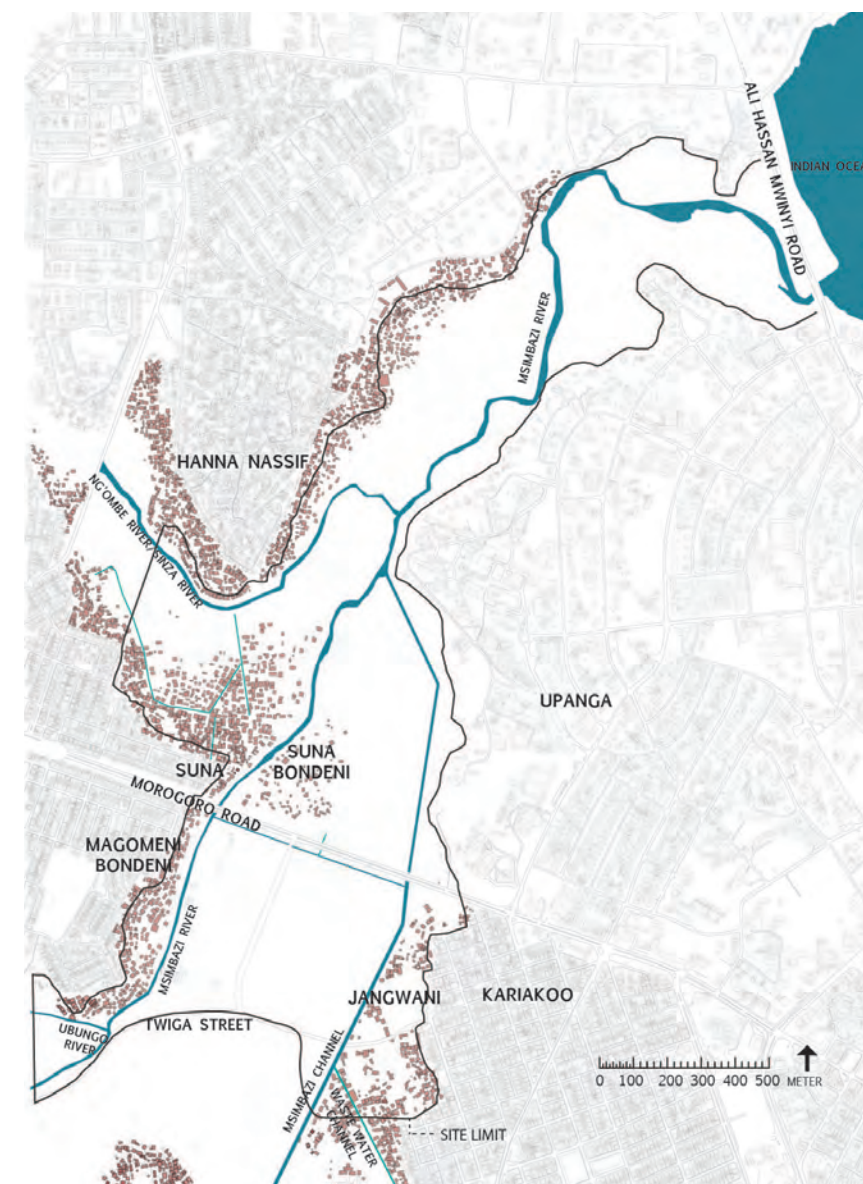 ALI HASSAN MWINYI ROAD
INDIAN OCEA
MSIMBAZI RIVER
HANNA NASSIF
NG'OMBE RIVER/SINZA RIVER
UPANGA
SUNA
SUNA
BONDENI
MOROGORO ROAD
MAGOMENI
BONDENI
MSIMBAZI RIVER
JANGWANI
KARIAKOO
UBUNGO
RIVER
TWIGA STREET
MSIMBAZI CHANNEL
WASTE WATER
CHANNEL
0 100 200 300 400 500 METER
SITE LIMIT